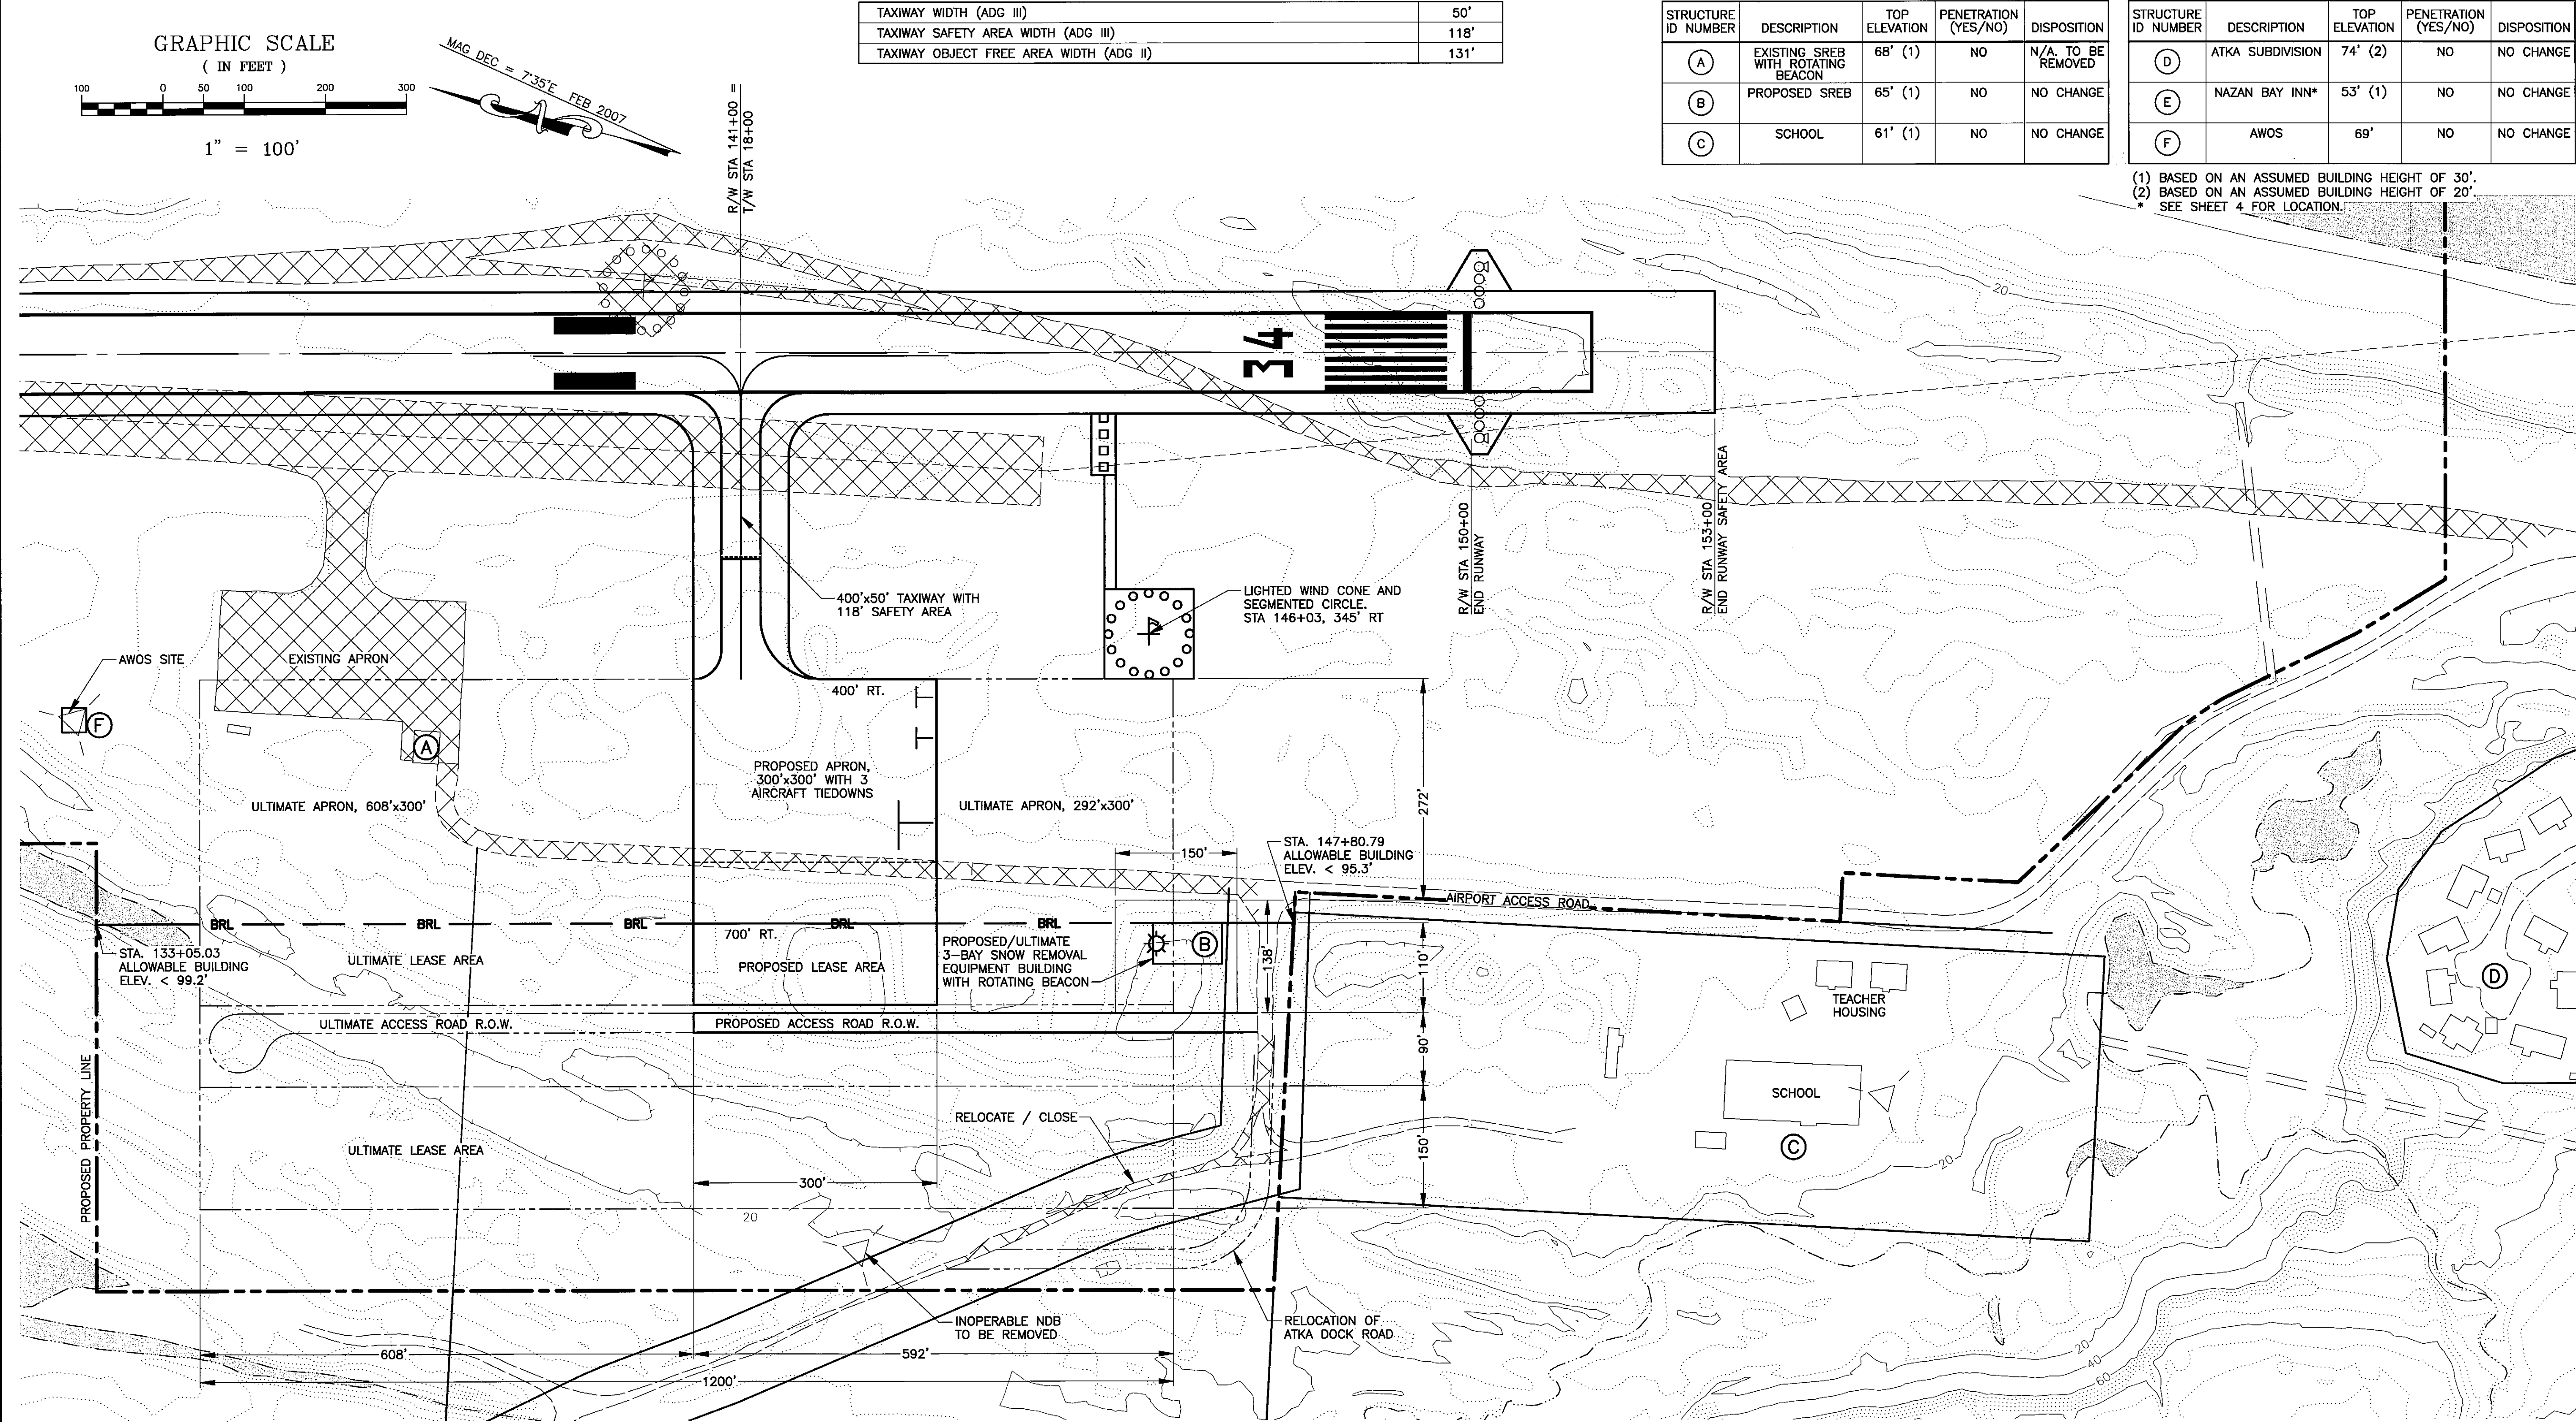 GRAPHIC SCALE
( IN FEET )
100 0 50 100 200 300
1" = 100'
MAG DEC = 7°35'E FEB 2007
R/W STA 141+00 =
T/W STA 18+00
TAXIWAY WIDTH (ADG III) 50'
TAXIWAY SAFETY AREA WIDTH (ADG III) 118'
TAXIWAY OBJECT FREE AREA WIDTH (ADG II) 131'
STRUCTURE ID NUMBER DESCRIPTION TOP ELEVATION PENETRATION (YES/NO) DISPOSITION
A EXISTING SREB WITH ROTATING BEACON 68' (1) NO N/A. TO BE REMOVED
B PROPOSED SREB 65' (1) NO NO CHANGE
C SCHOOL 61' (1) NO NO CHANGE
STRUCTURE ID NUMBER DESCRIPTION TOP ELEVATION PENETRATION (YES/NO) DISPOSITION
D ATKA SUBDIVISION 74' (2) NO NO CHANGE
E NAZAN BAY INN* 53' (1) NO NO CHANGE
F AWOS 69' NO NO CHANGE
(1) BASED ON AN ASSUMED BUILDING HEIGHT OF 30'.
(2) BASED ON AN ASSUMED BUILDING HEIGHT OF 20'.
* SEE SHEET 4 FOR LOCATION.
20
34
R/W STA 150+00
END RUNWAY
R/W STA 153+00
END RUNWAY SAFETY AREA
400'x50' TAXIWAY WITH
118' SAFETY AREA
LIGHTED WIND CONE AND
SEGMENTED CIRCLE.
STA 146+03, 345' RT
AWOS SITE
F
EXISTING APRON
A
400' RT.
PROPOSED APRON,
300'x300' WITH 3
AIRCRAFT TIEDOWNS
ULTIMATE APRON, 608'x300'
ULTIMATE APRON, 292'x300'
272'
150'
STA. 147+80.79
ALLOWABLE BUILDING
ELEV. < 95.3'
AIRPORT ACCESS ROAD
BRL BRL BRL BRL BRL
STA. 133+05.03
ALLOWABLE BUILDING
ELEV. < 99.2'
ULTIMATE LEASE AREA
700' RT.
PROPOSED LEASE AREA
PROPOSED/ULTIMATE
3-BAY SNOW REMOVAL
EQUIPMENT BUILDING
WITH ROTATING BEACON
B
138'
110'
D
TEACHER
HOUSING
ULTIMATE ACCESS ROAD R.O.W.
PROPOSED ACCESS ROAD R.O.W.
90'
PROPOSED PROPERTY LINE
SCHOOL
C
RELOCATE / CLOSE
ULTIMATE LEASE AREA
150'
20
300'
20
INOPERABLE NDB
TO BE REMOVED
RELOCATION OF
ATKA DOCK ROAD
608'
592'
1200'
20
40
60